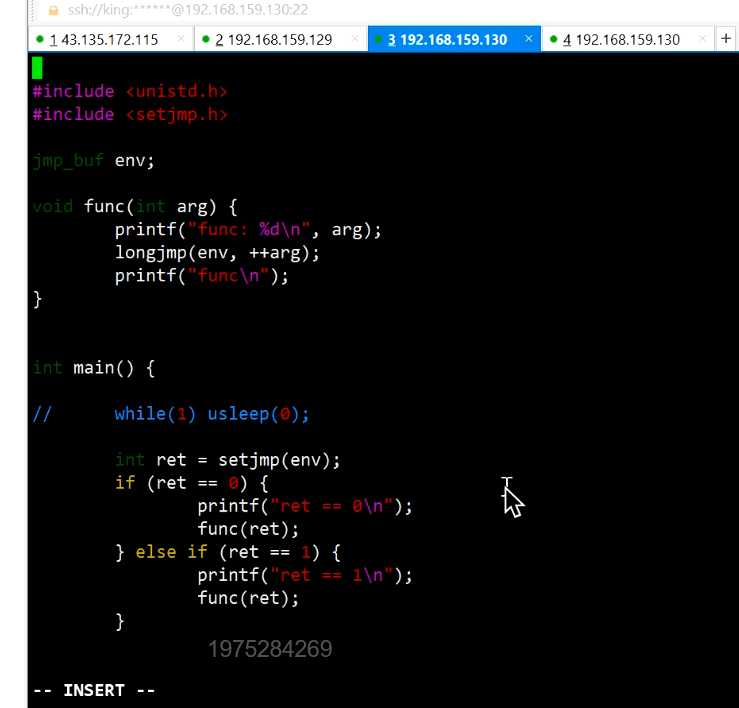 ssh://king:******@192.168.159.130:22
1 43.135.172.115 × 2 192.168.159.129 × 3 192.168.159.130 × 4 192.168.159.130 × +
#include <unistd.h>
#include <setjmp.h>
jmp_buf env;
void func(int arg) {
        printf("func: %d\n", arg);
        longjmp(env, ++arg);
        printf("func\n");
}
int main() {
//      while(1) usleep(0);
        int ret = setjmp(env);
        if (ret == 0) {
                printf("ret == 0\n");
                func(ret);
        } else if (ret == 1) {
                printf("ret == 1\n");
                func(ret);
        }
1975284269
-- INSERT --